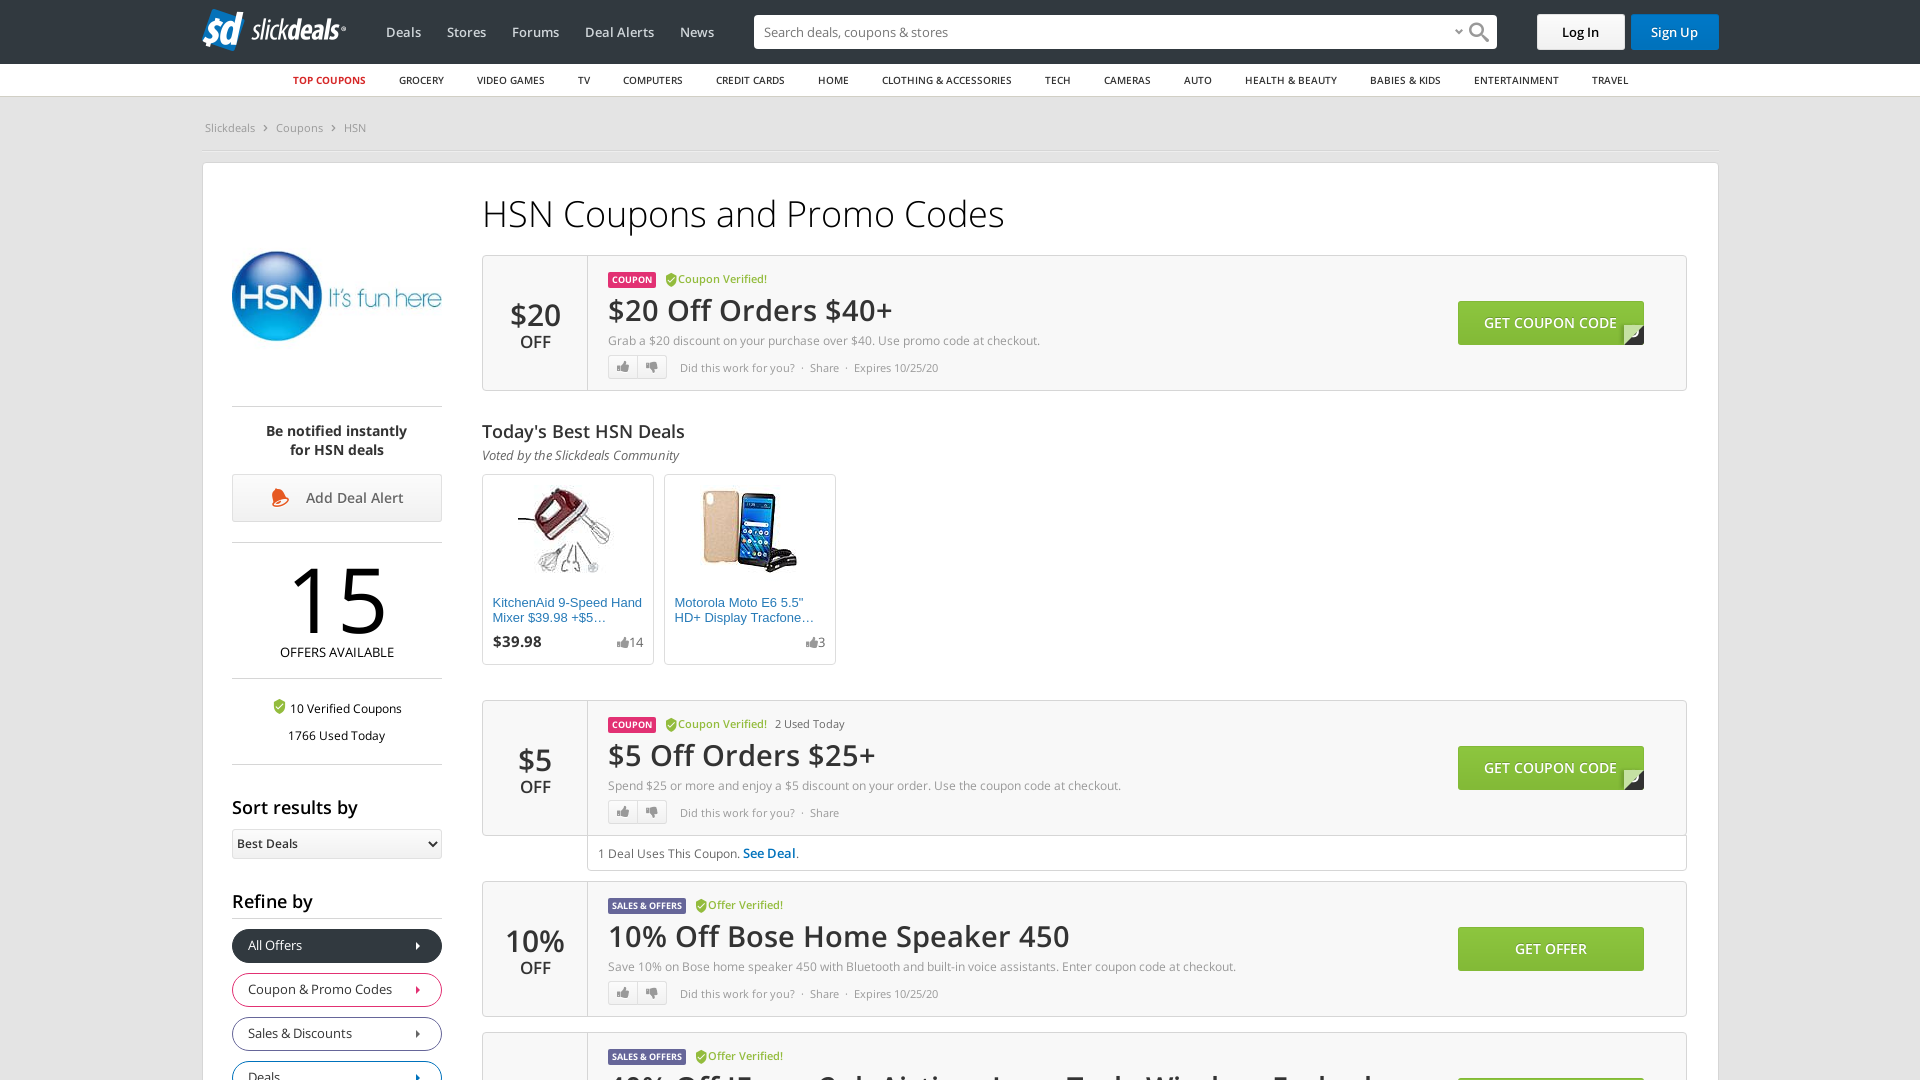 slickdeals
Deals Stores Forums Deal Alerts News
Search deals, coupons & stores
Log In Sign Up
TOP COUPONS GROCERY VIDEO GAMES TV COMPUTERS CREDIT CARDS HOME CLOTHING & ACCESSORIES TECH CAMERAS AUTO HEALTH & BEAUTY BABIES & KIDS ENTERTAINMENT TRAVEL
Slickdeals Coupons HSN
HSN It's fun here
Be notified instantly
for HSN deals
Add Deal Alert
15
OFFERS AVAILABLE
10 Verified Coupons
1766 Used Today
Sort results by
Best Deals
Refine by
All Offers
Coupon & Promo Codes
Sales & Discounts
Deals
HSN Coupons and Promo Codes
$20
OFF
COUPON Coupon Verified!
$20 Off Orders $40+
Grab a $20 discount on your purchase over $40. Use promo code at checkout.
Did this work for you? · Share · Expires 10/25/20
GET COUPON CODE
Today's Best HSN Deals
Voted by the Slickdeals Community
KitchenAid 9-Speed Hand
Mixer $39.98 +$5…
$39.98 14
Motorola Moto E6 5.5"
HD+ Display Tracfone…
3
$5
OFF
COUPON Coupon Verified! 2 Used Today
$5 Off Orders $25+
Spend $25 or more and enjoy a $5 discount on your order. Use the coupon code at checkout.
Did this work for you? · Share
GET COUPON CODE
1 Deal Uses This Coupon. See Deal.
10%
OFF
SALES & OFFERS Offer Verified!
10% Off Bose Home Speaker 450
Save 10% on Bose home speaker 450 with Bluetooth and built-in voice assistants. Enter coupon code at checkout.
Did this work for you? · Share · Expires 10/25/20
GET OFFER
SALES & OFFERS Offer Verified!